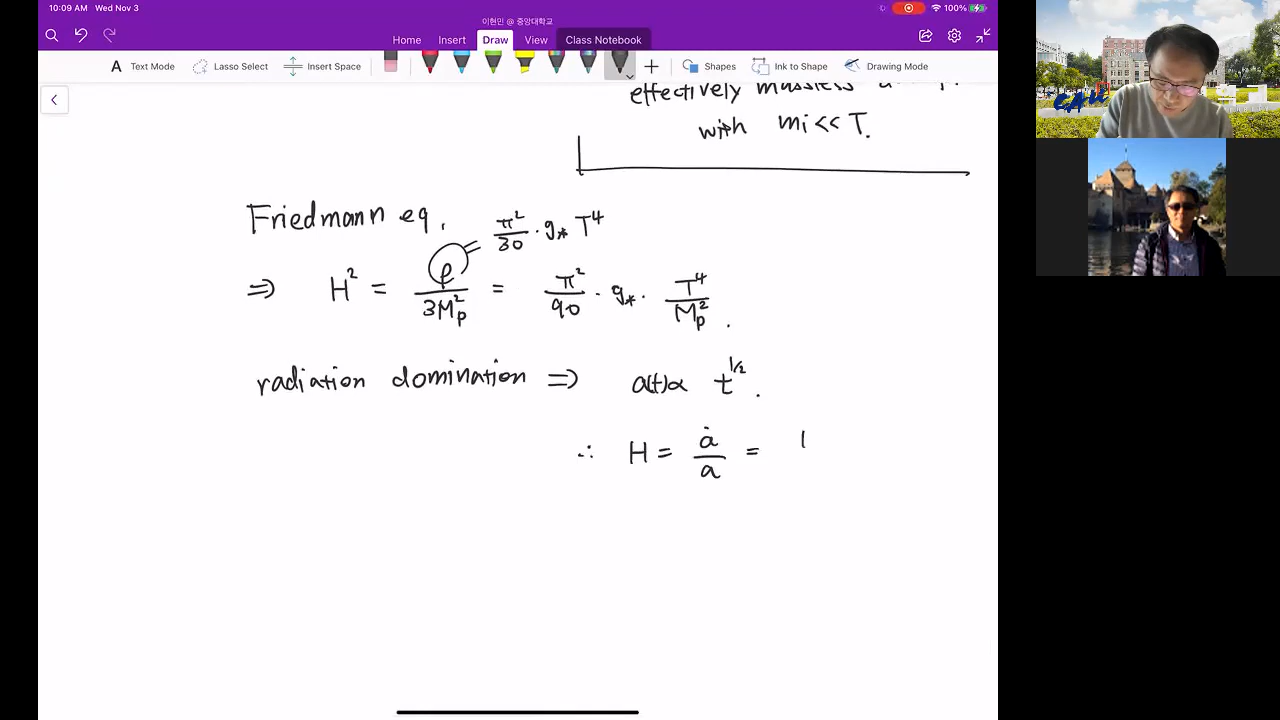 10:09 AM Wed Nov 3
100%
이현민 @ 중앙대학교
Home Insert Draw View Class Notebook
A Text Mode Lasso Select Insert Space Shapes Ink to Shape Drawing Mode
effectively massless
with mi << T.
Friedmann eq.
π²/30 · g* T⁴
⇒ H² = ρ/3Mp² = π²/90 · g* · T⁴/Mp² .
radiation domination ⇒ a(t) ∝ t^1/2 .
∴ H = ȧ/a = 1
CAU